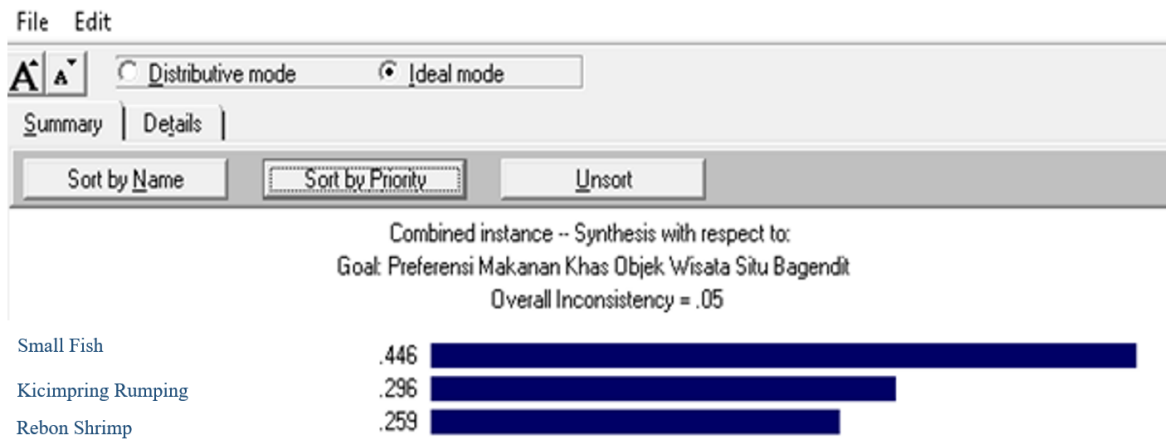 File Edit
A A Distributive mode Ideal mode
Summary Details
Sort by Name Sort by Priority Unsort
Combined instance -- Synthesis with respect to:
Goal: Preferensi Makanan Khas Objek Wisata Situ Bagendit
Overall Inconsistency = .05
Small Fish .446
Kicimpring Rumping .296
Rebon Shrimp .259